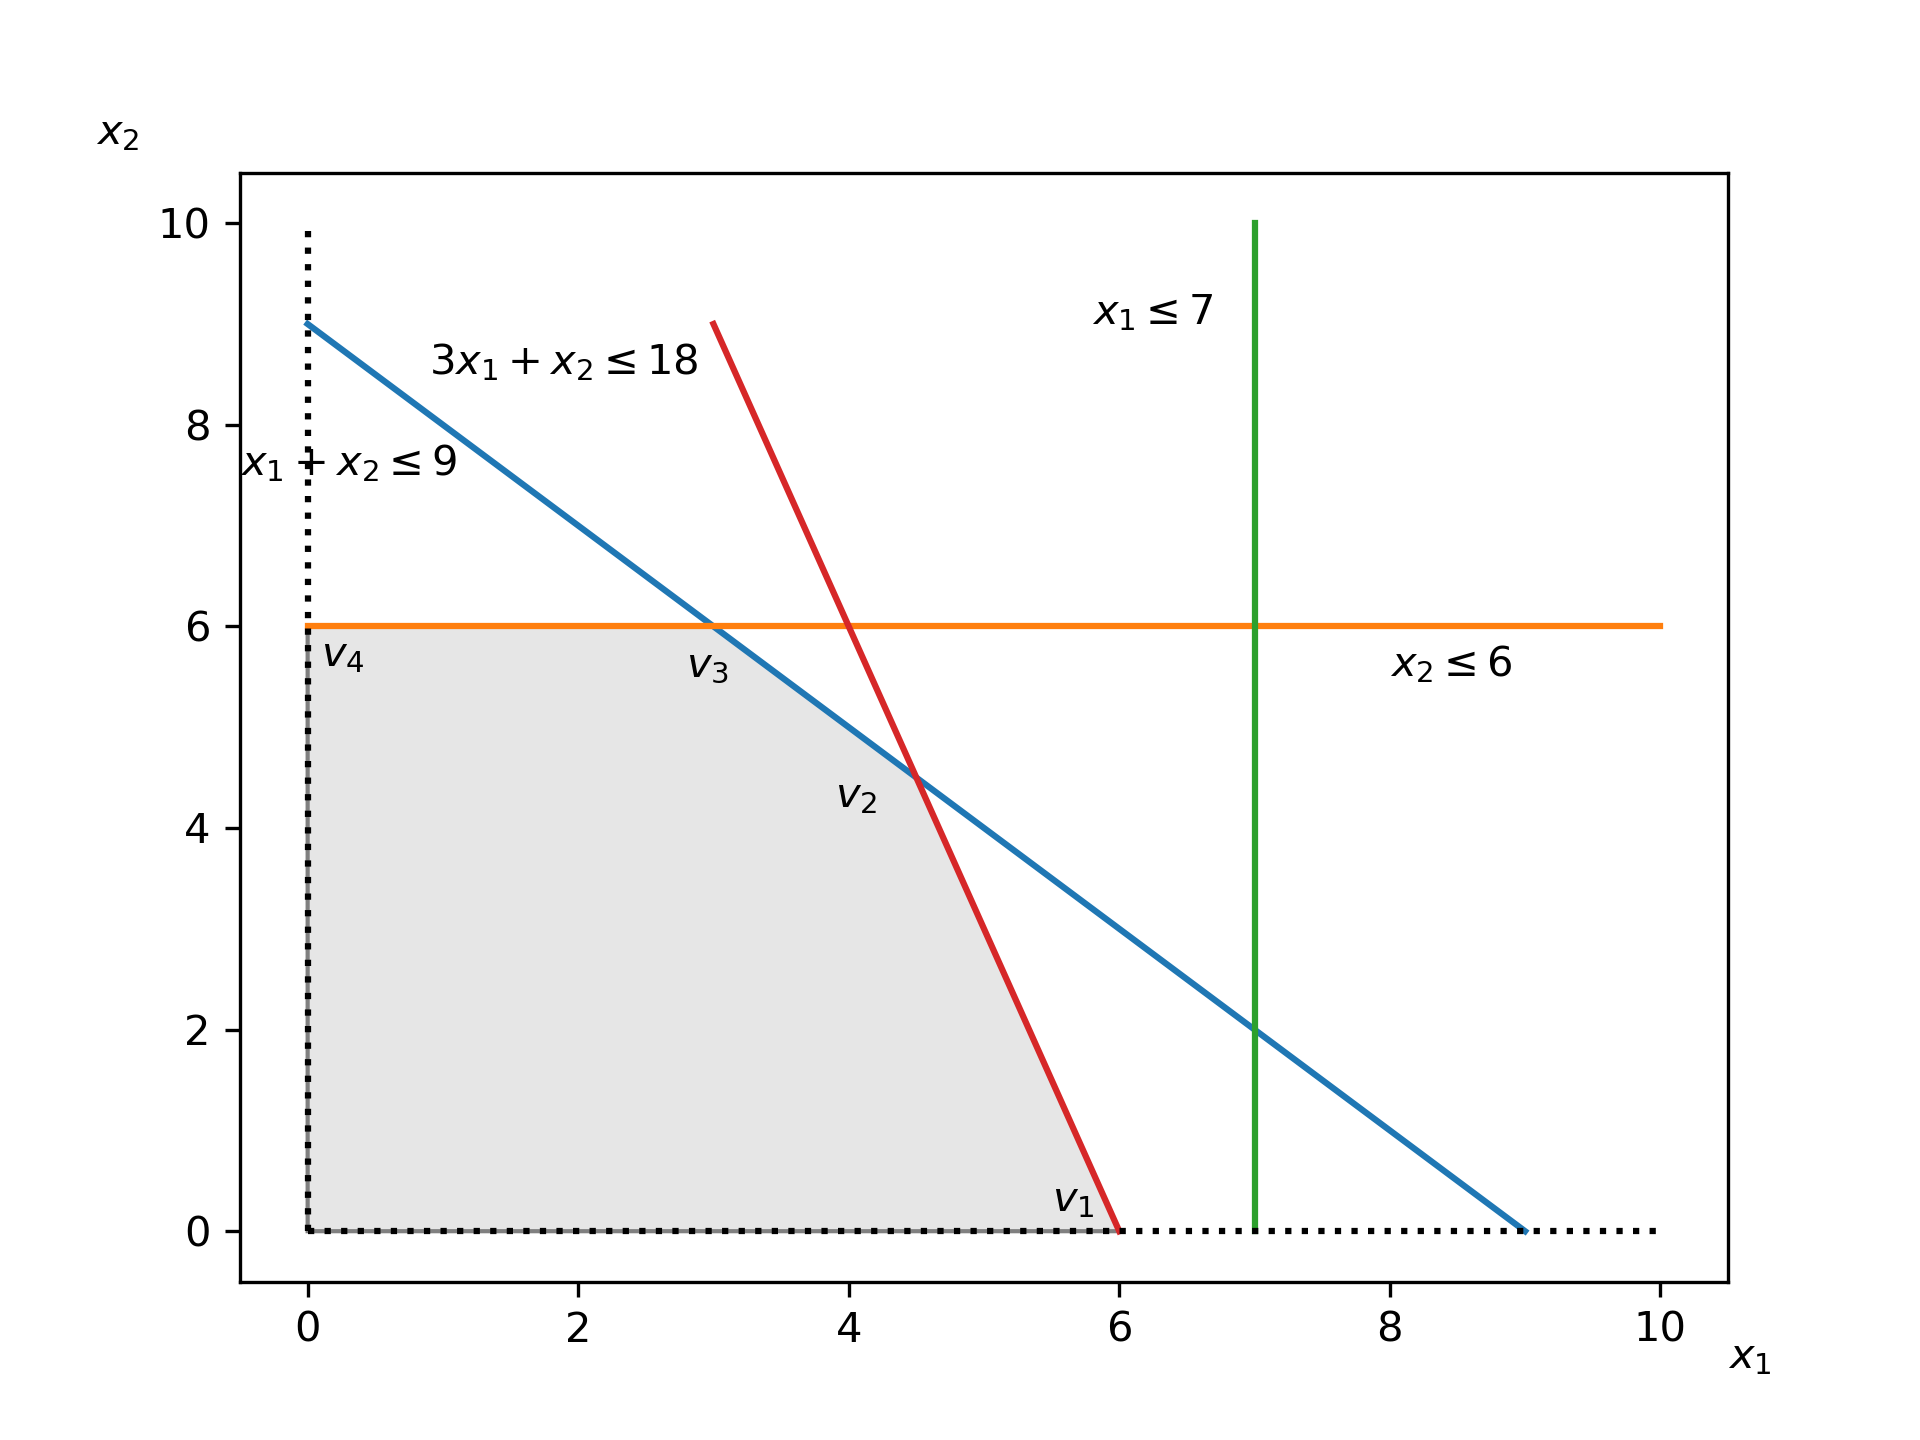 x₂
10
x₁ ≤ 7
3x₁ + x₂ ≤ 18
8
x₁ + x₂ ≤ 9
6
v₄
v₃
x₂ ≤ 6
v₂
4
2
v₁
0
0 2 4 6 8 10
x₁